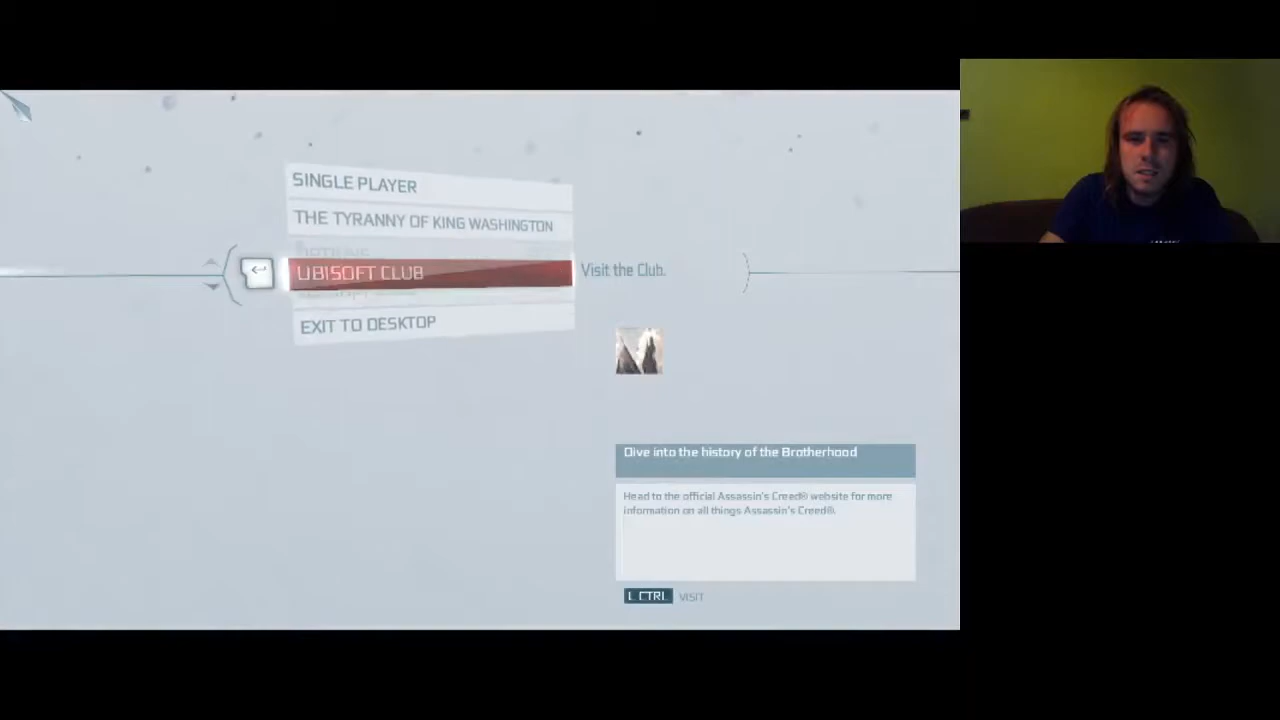 SINGLE PLAYER
THE TYRANNY OF KING WASHINGTON
OPTIONS
UBISOFT CLUB
Visit the Club.
EXIT TO DESKTOP
Dive into the history of the Brotherhood
Head to the official Assassin's Creed® website for more
information on all things Assassin's Creed®.
L CTRL VISIT